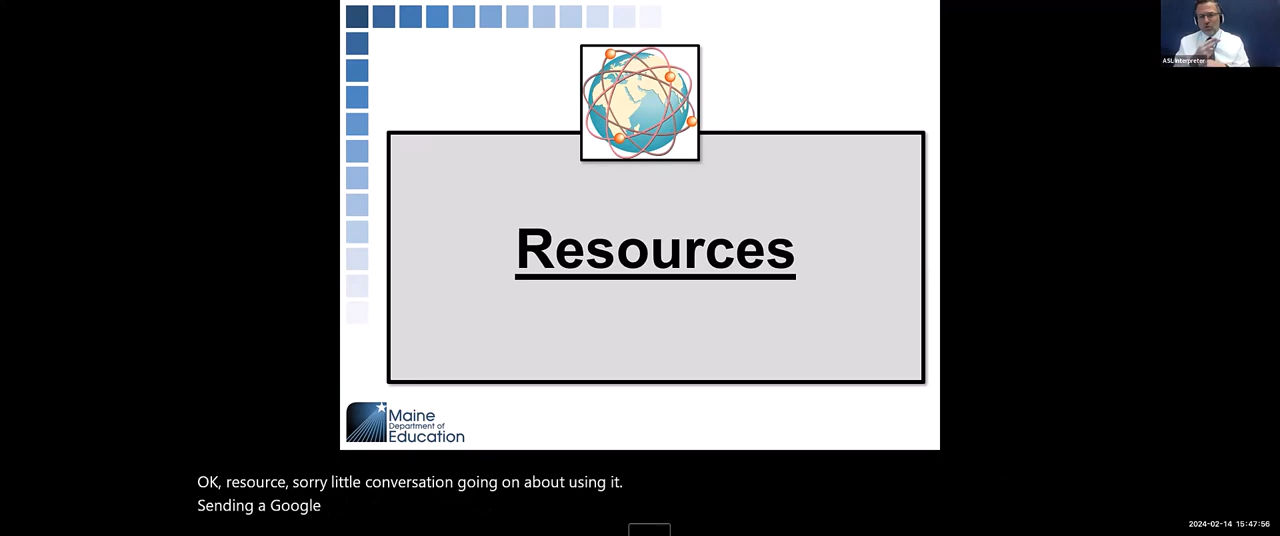 ASL Interpreter
Resources
Maine
Department of
Education
OK, resource, sorry little conversation going on about using it.
Sending a Google
2024-02-14 15:47:56